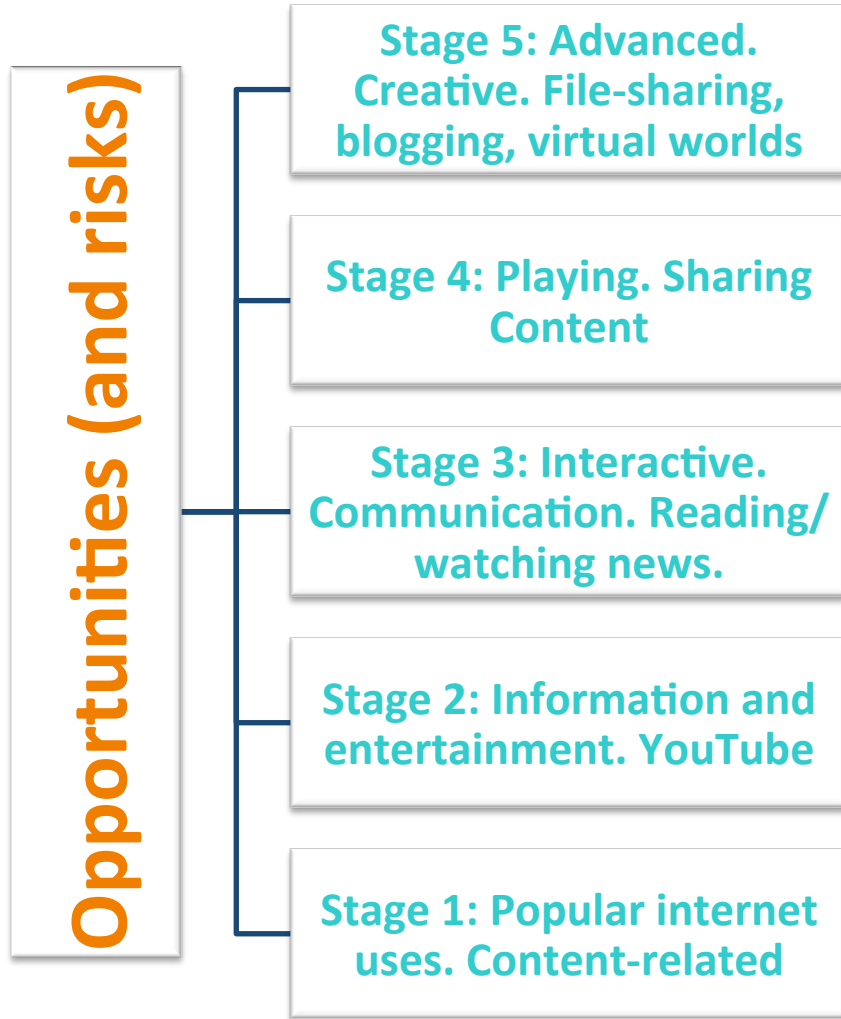 Opportunities (and risks)
Stage 5: Advanced.
Creative. File-sharing,
blogging, virtual worlds
Stage 4: Playing. Sharing
Content
Stage 3: Interactive.
Communication. Reading/
watching news.
Stage 2: Information and
entertainment. YouTube
Stage 1: Popular internet
uses. Content-related